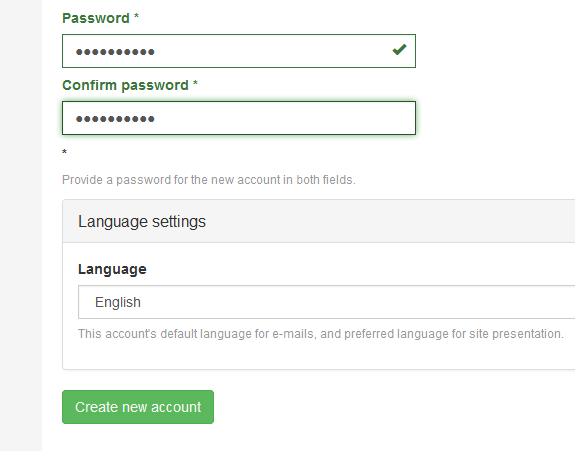 Password *
●●●●●●●●●●
Confirm password *
●●●●●●●●●●
*
Provide a password for the new account in both fields.
Language settings
Language
English
This account's default language for e-mails, and preferred language for site presentation.
Create new account